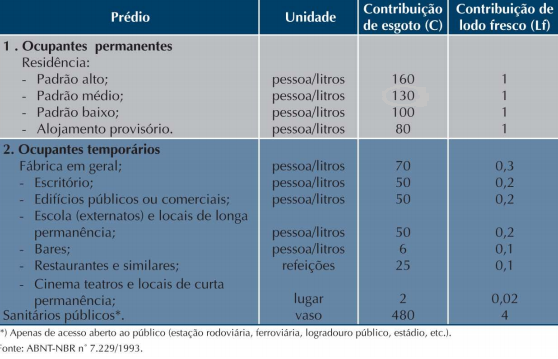 Prédio Unidade Contribuição de esgoto (C) Contribuição de lodo fresco (Lf)
1 . Ocupantes permanentes
Residência:
- Padrão alto; pessoa/litros 160 1
- Padrão médio; pessoa/litros 130 1
- Padrão baixo; pessoa/litros 100 1
- Alojamento provisório. pessoa/litros 80 1
2. Ocupantes temporários
Fábrica em geral; pessoa/litros 70 0,3
- Escritório; pessoa/litros 50 0,2
- Edifícios públicos ou comerciais; pessoa/litros 50 0,2
- Escola (externatos) e locais de longa
permanência; pessoa/litros 50 0,2
- Bares; pessoa/litros 6 0,1
- Restaurantes e similares; refeições 25 0,1
- Cinema teatros e locais de curta
permanência; lugar 2 0,02
Sanitários públicos*. vaso 480 4
*) Apenas de acesso aberto ao público (estação rodoviária, ferroviária, logradouro público, estádio, etc.).
Fonte: ABNT-NBR n° 7.229/1993.